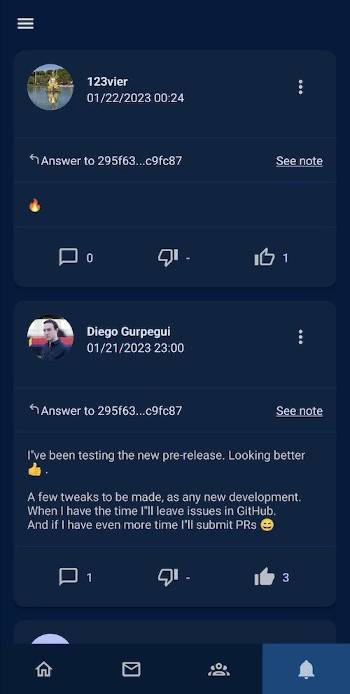 123vier
01/22/2023 00:24
Answer to 295f63...c9fc87 See note
🔥
0 - 1
Diego Gurpegui
01/21/2023 23:00
Answer to 295f63...c9fc87 See note
I"ve been testing the new pre-release. Looking better
👍 .
A few tweaks to be made, as any new development.
When I have the time I"ll leave issues in GitHub.
And if I have even more time I"ll submit PRs 😄
1 - 3